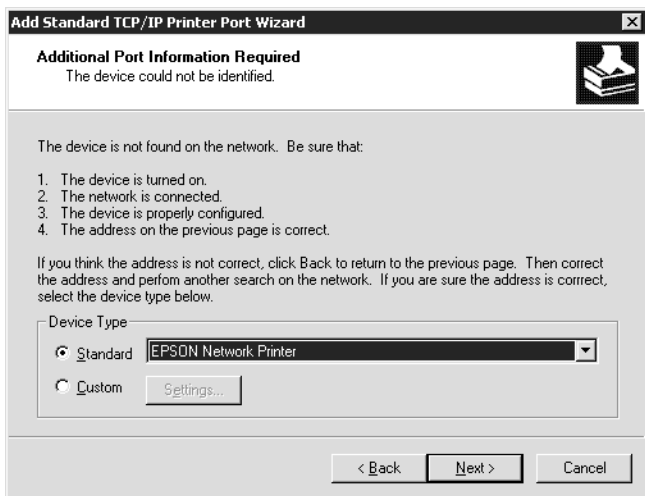 Add Standard TCP/IP Printer Port Wizard
Additional Port Information Required
The device could not be identified.
The device is not found on the network. Be sure that:
1. The device is turned on.
2. The network is connected.
3. The device is properly configured.
4. The address on the previous page is correct.
If you think the address is not correct, click Back to return to the previous page. Then correct
the address and perfom another search on the network. If you are sure the address is corrrect,
select the device type below.
Device Type
Standard EPSON Network Printer
Custom Settings...
< Back Next > Cancel